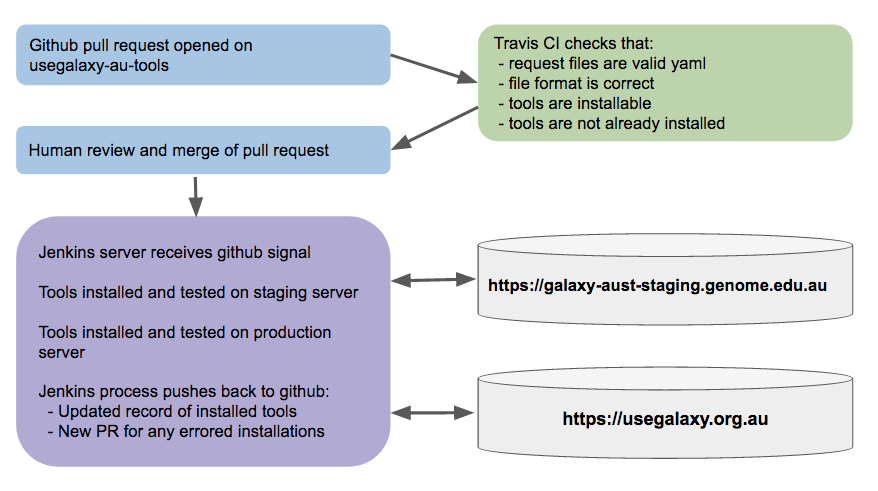 Github pull request opened on
usegalaxy-au-tools
Travis CI checks that:
- request files are valid yaml
- file format is correct
- tools are installable
- tools are not already installed
Human review and merge of pull request
Jenkins server receives github signal
Tools installed and tested on staging server
Tools installed and tested on production
server
Jenkins process pushes back to github:
- Updated record of installed tools
- New PR for any errored installations
https://galaxy-aust-staging.genome.edu.au
https://usegalaxy.org.au